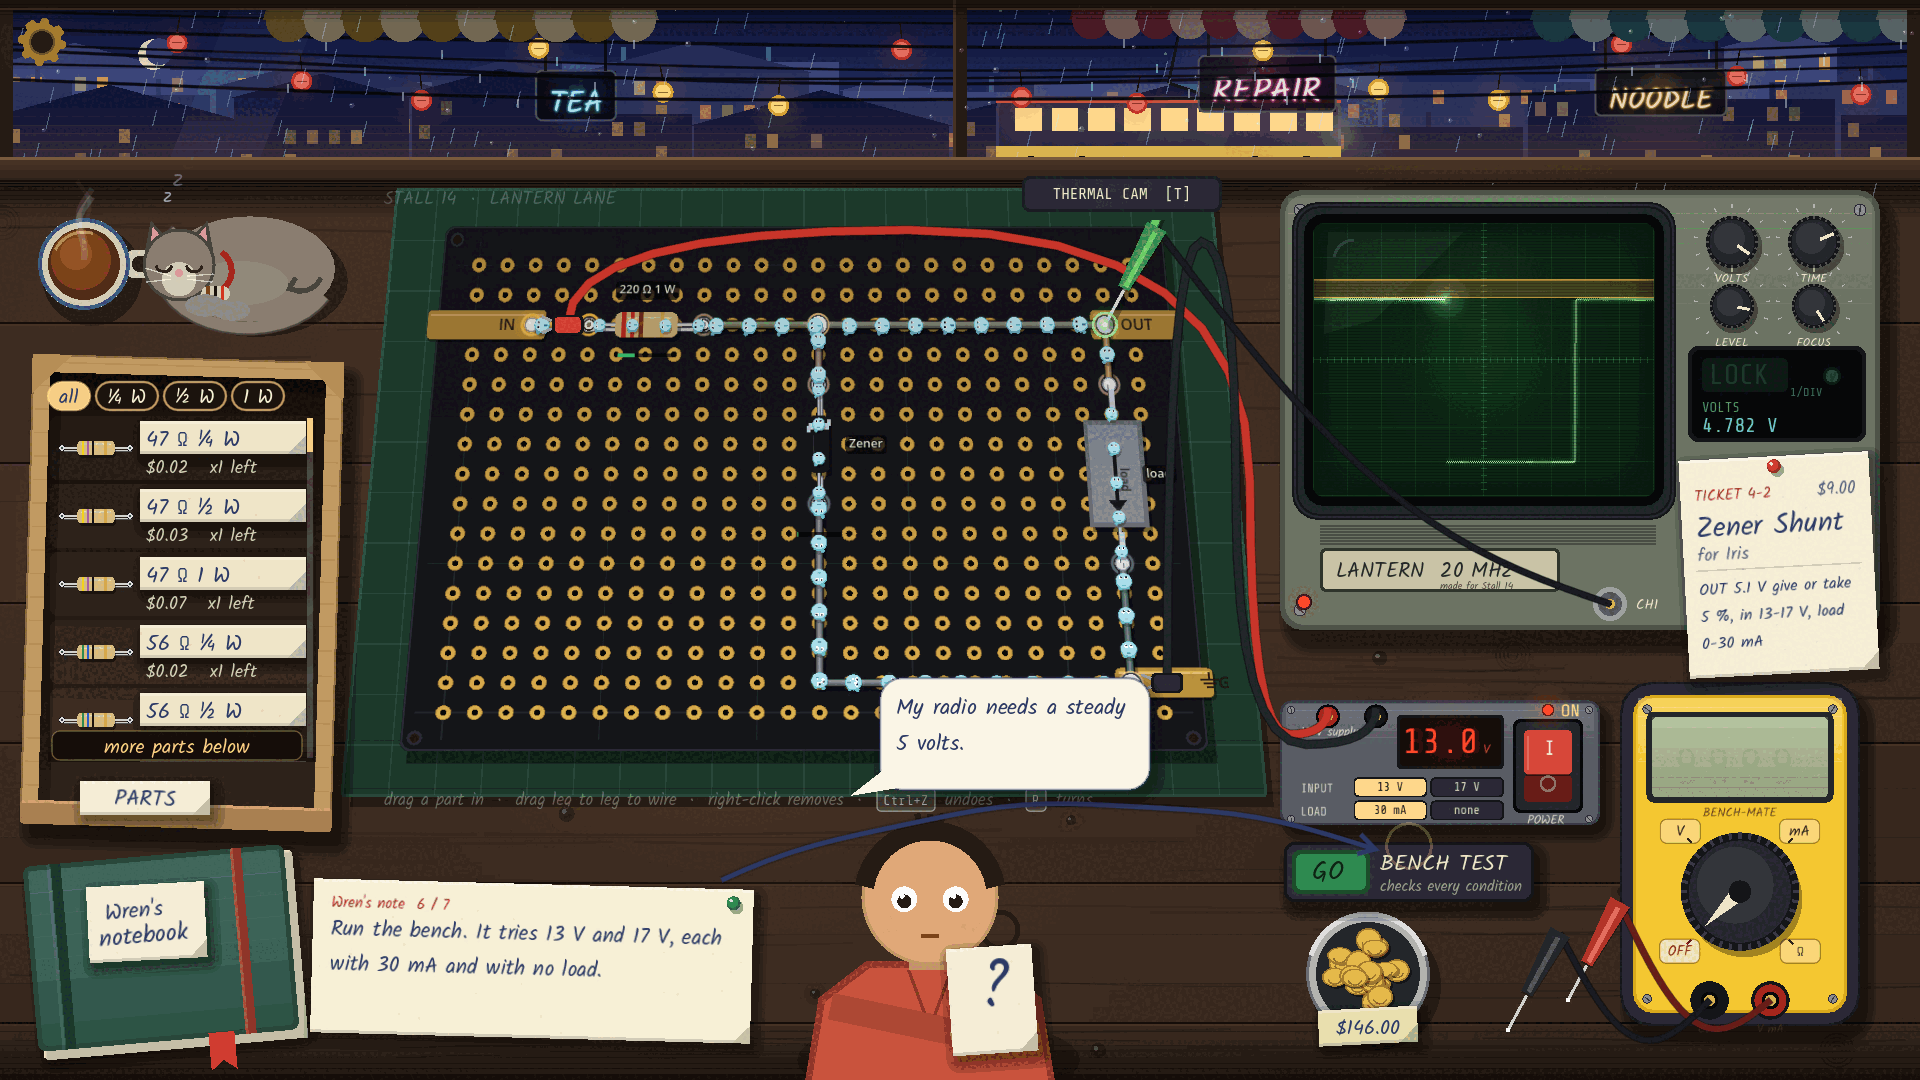 TEA
REPAIR
NOODLE
z
z
STALL 14 · LANTERN LANE
THERMAL CAM [T]
220 Ω 1 W
IN
OUT
Zener
load
G
VOLTS
TIME
LEVEL
FOCUS
LOCK
1/DIV
VOLTS
4.782 V
LANTERN 20 MHz
made for Stall 14
CH1
TICKET 4-2 $9.00
Zener Shunt
for Iris
OUT 5.1 V give or take
5 %, in 13-17 V, load
0-30 mA
all
¼ W
½ W
1 W
47 Ω ¼ W
$0.02 x1 left
47 Ω ½ W
$0.03 x1 left
47 Ω 1 W
$0.07 x1 left
56 Ω ¼ W
$0.02 x1 left
56 Ω ½ W
more parts below
PARTS
My radio needs a steady
5 volts.
drag a part in · drag leg to leg to wire · right-click removes · Ctrl+Z undoes · R turns
supply
13.0 V
ON
I
INPUT 13 V 17 V
LOAD 30 mA none
POWER
GO
BENCH TEST
checks every condition
BENCH-MATE
V
mA
OFF
Ω
$146.00
Wren's
notebook
Wren's note 6 / 7
Run the bench. It tries 13 V and 17 V, each
with 30 mA and with no load.
?